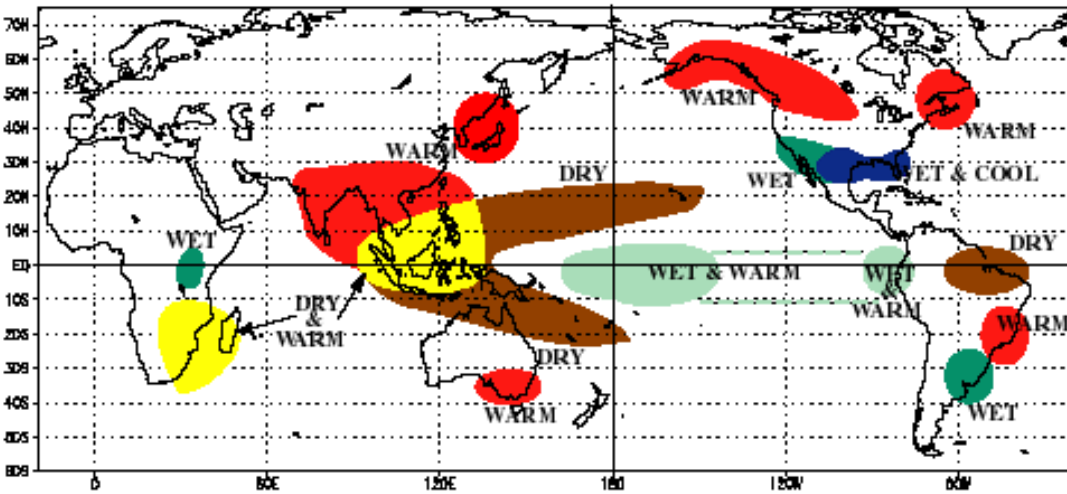 70N
60N
WARM
50N
WARM
40N
WARM
30N
DRY
WET
WET & COOL
20N
10N
WET
DRY
EQ
WET & WARM
WET
&
WARM
10S
DRY
&
WARM
20S
WARM
DRY
30S
WARM
WET
40S
50S
60S
0
60E
120E
180
120W
60W